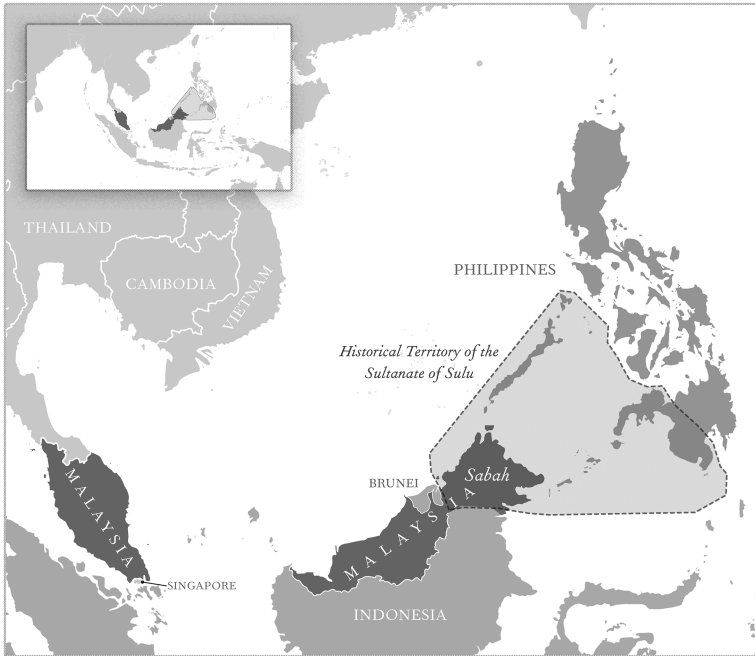 THAILAND
CAMBODIA
VIETNAM
PHILIPPINES
Historical Territory of the
Sultanate of Sulu
MALAYSIA
BRUNEI
Sabah
MALAYSIA
SINGAPORE
INDONESIA